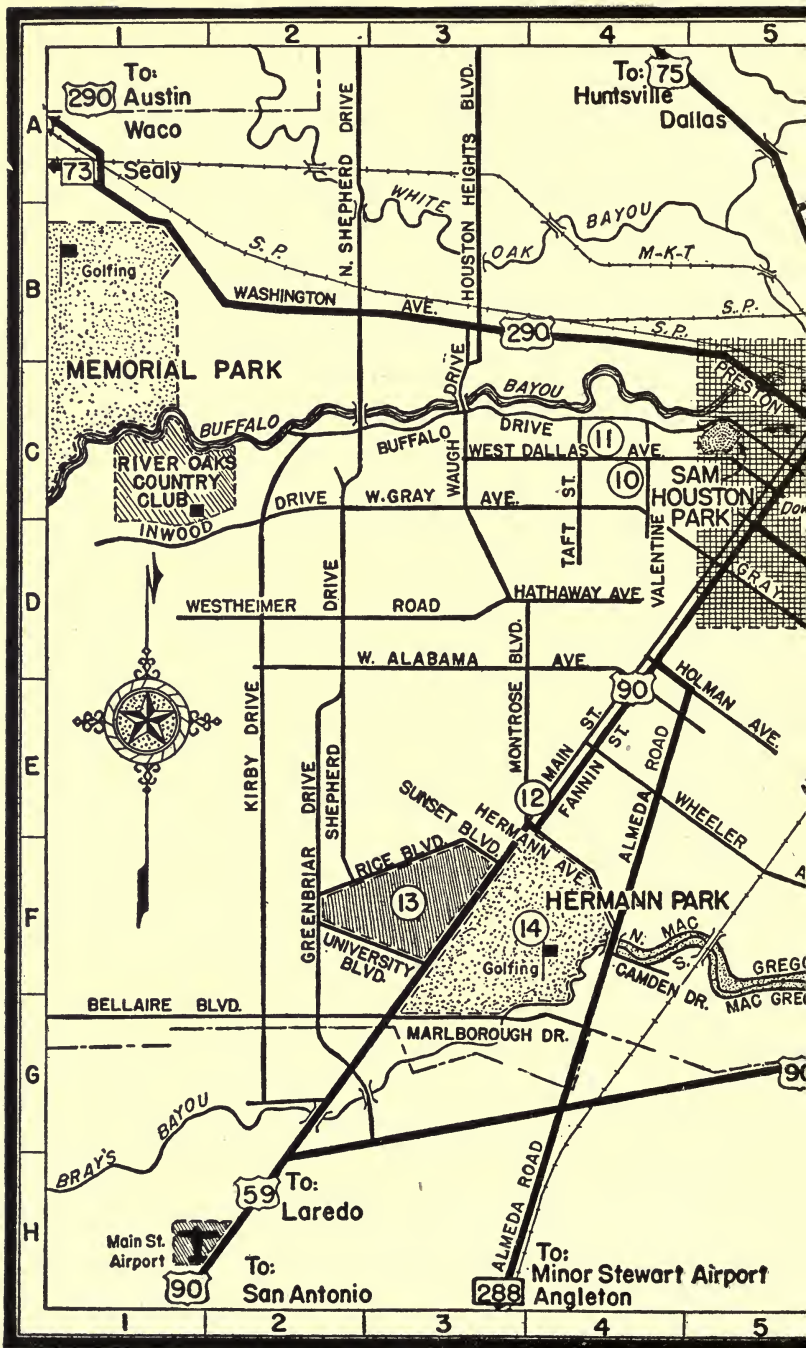 1 2 3 4 5
A
B
C
D
E
F
G
H
To:
290 Austin
Waco
73 Sealy
To: 75
Huntsville
Dallas
N. SHEPHERD DRIVE
HOUSTON HEIGHTS BLVD.
WHITE
OAK
BAYOU
S.P.
M-K-T
S.P.
S.P.
Golfing
WASHINGTON AVE.
290
MEMORIAL PARK
PRESTON
BUFFALO
BAYOU
BUFFALO DRIVE
WAUGH DRIVE
11
WEST DALLAS AVE.
10
RIVER OAKS
COUNTRY
CLUB
SAM
HOUSTON
PARK
INWOOD DRIVE
W. GRAY AVE.
TAFT ST.
VALENTINE
GRAY
HATHAWAY AVE.
WESTHEIMER ROAD
W. ALABAMA AVE.
90
HOLMAN AVE.
KIRBY DRIVE
GREENBRIAR DRIVE
SHEPHERD DRIVE
MONTROSE BLVD.
MAIN ST.
FANNIN ST.
ALMEDA ROAD
WHEELER
12
SUNSET BLVD.
HERMANN AVE.
RICE BLVD.
13
UNIVERSITY
BLVD.
HERMANN PARK
14
Golfing
N. MAC
GREGO
S.
MAC GREG
CAMDEN DR.
BELLAIRE BLVD.
MARLBOROUGH DR.
90
BRAY'S BAYOU
59 To:
Laredo
Main St.
Airport
90
To:
San Antonio
ALMEDA ROAD
288
To:
Minor Stewart Airport
Angleton
1 2 3 4 5